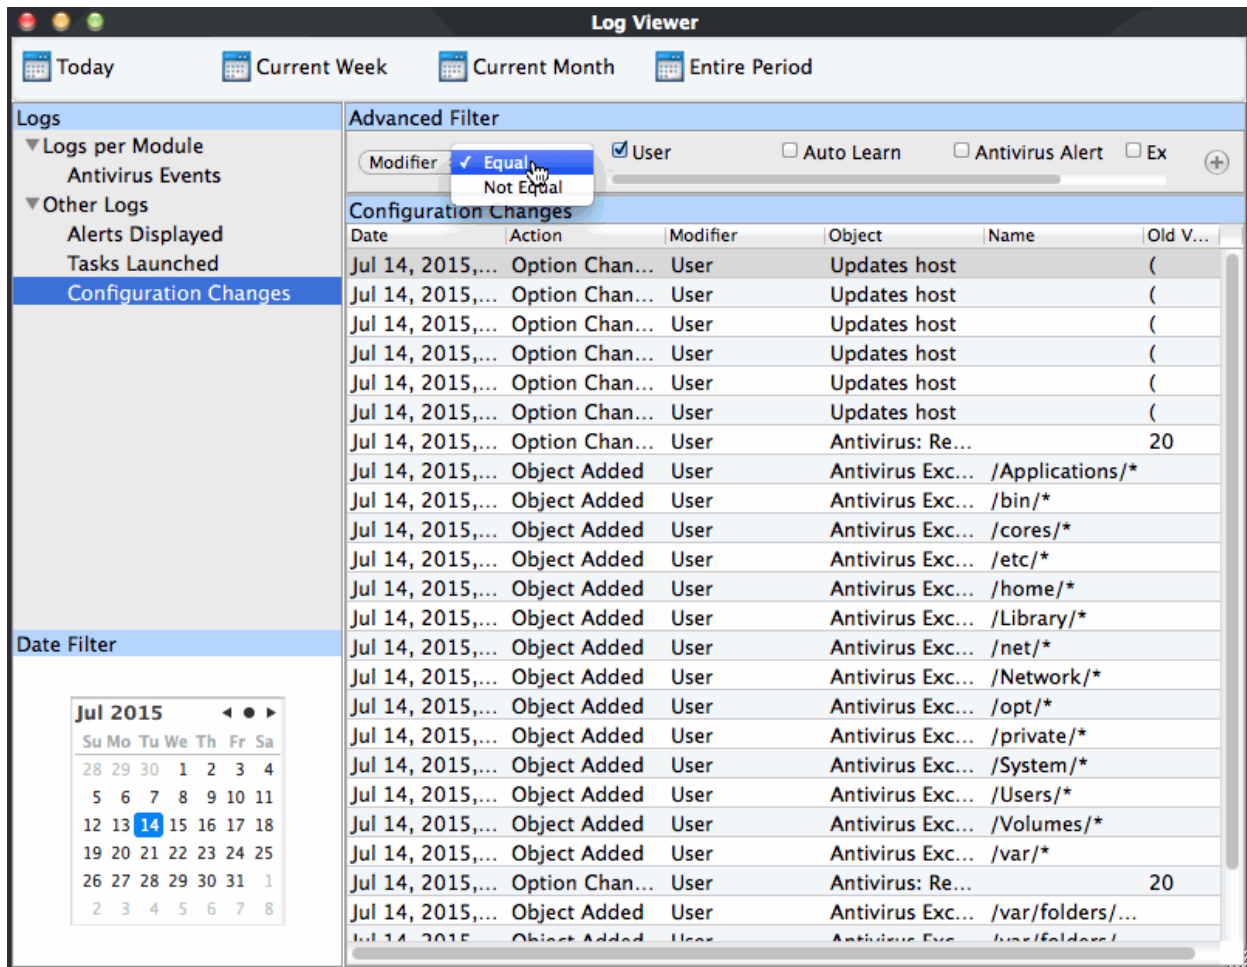 Log Viewer
Today Current Week Current Month Entire Period
Logs
Logs per Module
Antivirus Events
Other Logs
Alerts Displayed
Tasks Launched
Configuration Changes
Advanced Filter
Modifier ✓ Equal User Auto Learn Antivirus Alert Ex
Not Equal
Configuration Changes
Date Action Modifier Object Name Old V...
Jul 14, 2015,... Option Chan... User Updates host (
Jul 14, 2015,... Option Chan... User Updates host (
Jul 14, 2015,... Option Chan... User Updates host (
Jul 14, 2015,... Option Chan... User Updates host (
Jul 14, 2015,... Option Chan... User Updates host (
Jul 14, 2015,... Option Chan... User Updates host (
Jul 14, 2015,... Option Chan... User Antivirus: Re... 20
Jul 14, 2015,... Object Added User Antivirus Exc... /Applications/*
Jul 14, 2015,... Object Added User Antivirus Exc... /bin/*
Jul 14, 2015,... Object Added User Antivirus Exc... /cores/*
Jul 14, 2015,... Object Added User Antivirus Exc... /etc/*
Jul 14, 2015,... Object Added User Antivirus Exc... /home/*
Jul 14, 2015,... Object Added User Antivirus Exc... /Library/*
Jul 14, 2015,... Object Added User Antivirus Exc... /net/*
Jul 14, 2015,... Object Added User Antivirus Exc... /Network/*
Jul 14, 2015,... Object Added User Antivirus Exc... /opt/*
Jul 14, 2015,... Object Added User Antivirus Exc... /private/*
Jul 14, 2015,... Object Added User Antivirus Exc... /System/*
Jul 14, 2015,... Object Added User Antivirus Exc... /Users/*
Jul 14, 2015,... Object Added User Antivirus Exc... /Volumes/*
Jul 14, 2015,... Object Added User Antivirus Exc... /var/*
Jul 14, 2015,... Option Chan... User Antivirus: Re... 20
Jul 14, 2015,... Object Added User Antivirus Exc... /var/folders/...
Jul 14, 2015 Object Added User Antivirus Exc /var/folders/
Date Filter
Jul 2015
Su Mo Tu We Th Fr Sa
28 29 30 1 2 3 4
5 6 7 8 9 10 11
12 13 14 15 16 17 18
19 20 21 22 23 24 25
26 27 28 29 30 31 1
2 3 4 5 6 7 8